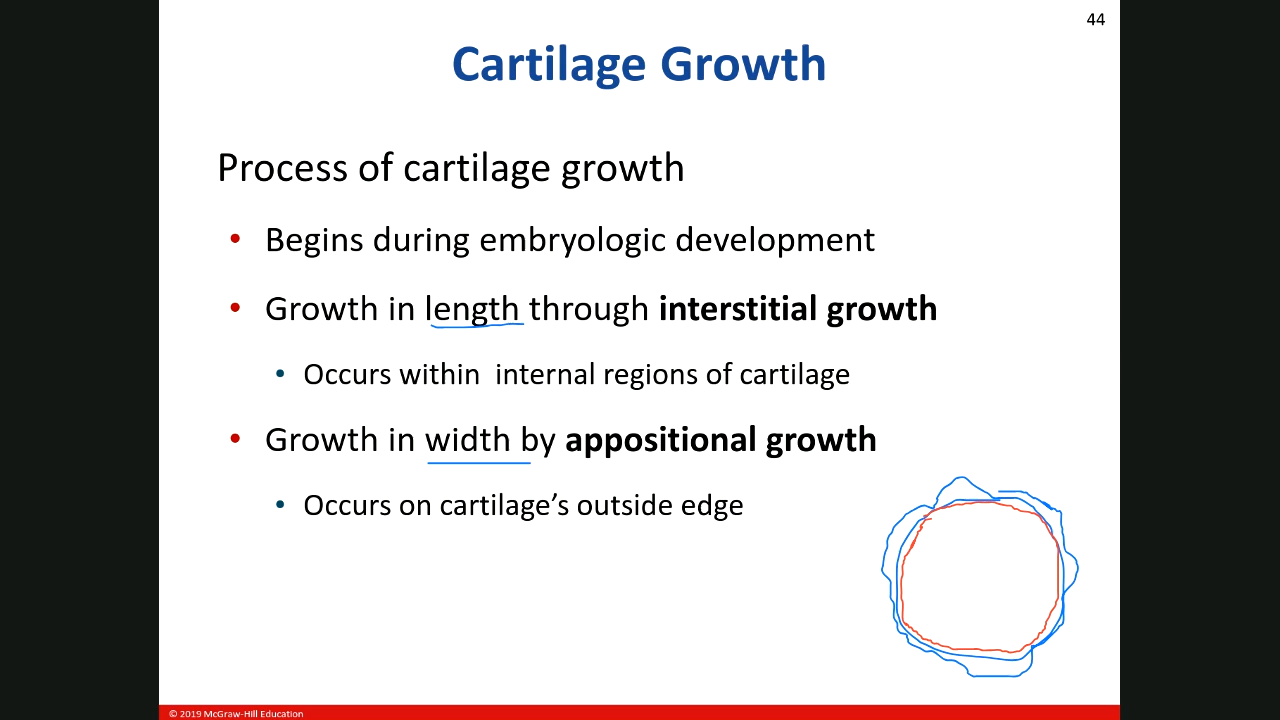 44
Cartilage Growth
Process of cartilage growth
• Begins during embryologic development
• Growth in length through interstitial growth
• Occurs within internal regions of cartilage
• Growth in width by appositional growth
• Occurs on cartilage’s outside edge
© 2019 McGraw-Hill Education